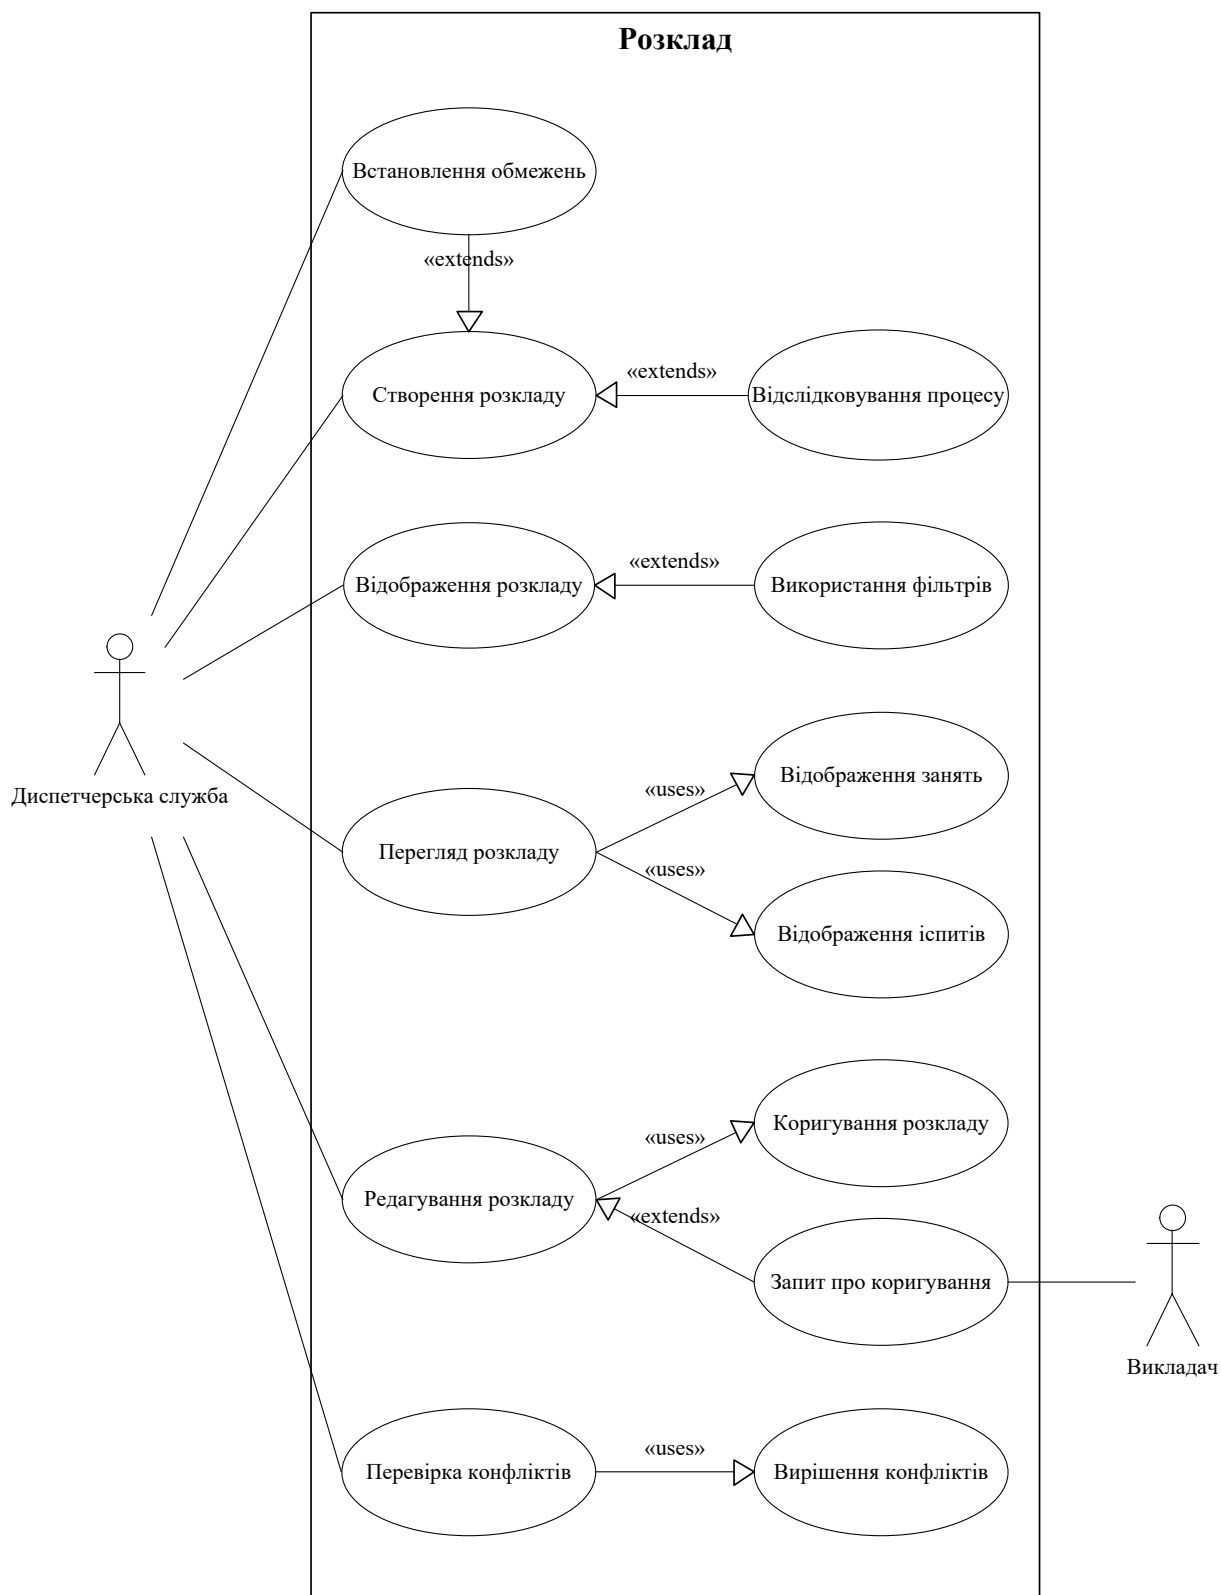 Розклад
Встановлення обмежень
«extends»
Створення розкладу
«extends»
Відслідковування процесу
Відображення розкладу
«extends»
Використання фільтрів
Диспетчерська служба
Перегляд розкладу
«uses»
Відображення занять
«uses»
Відображення іспитів
Редагування розкладу
«uses»
Коригування розкладу
«extends»
Запит про коригування
Викладач
Перевірка конфліктів
«uses»
Вирішення конфліктів